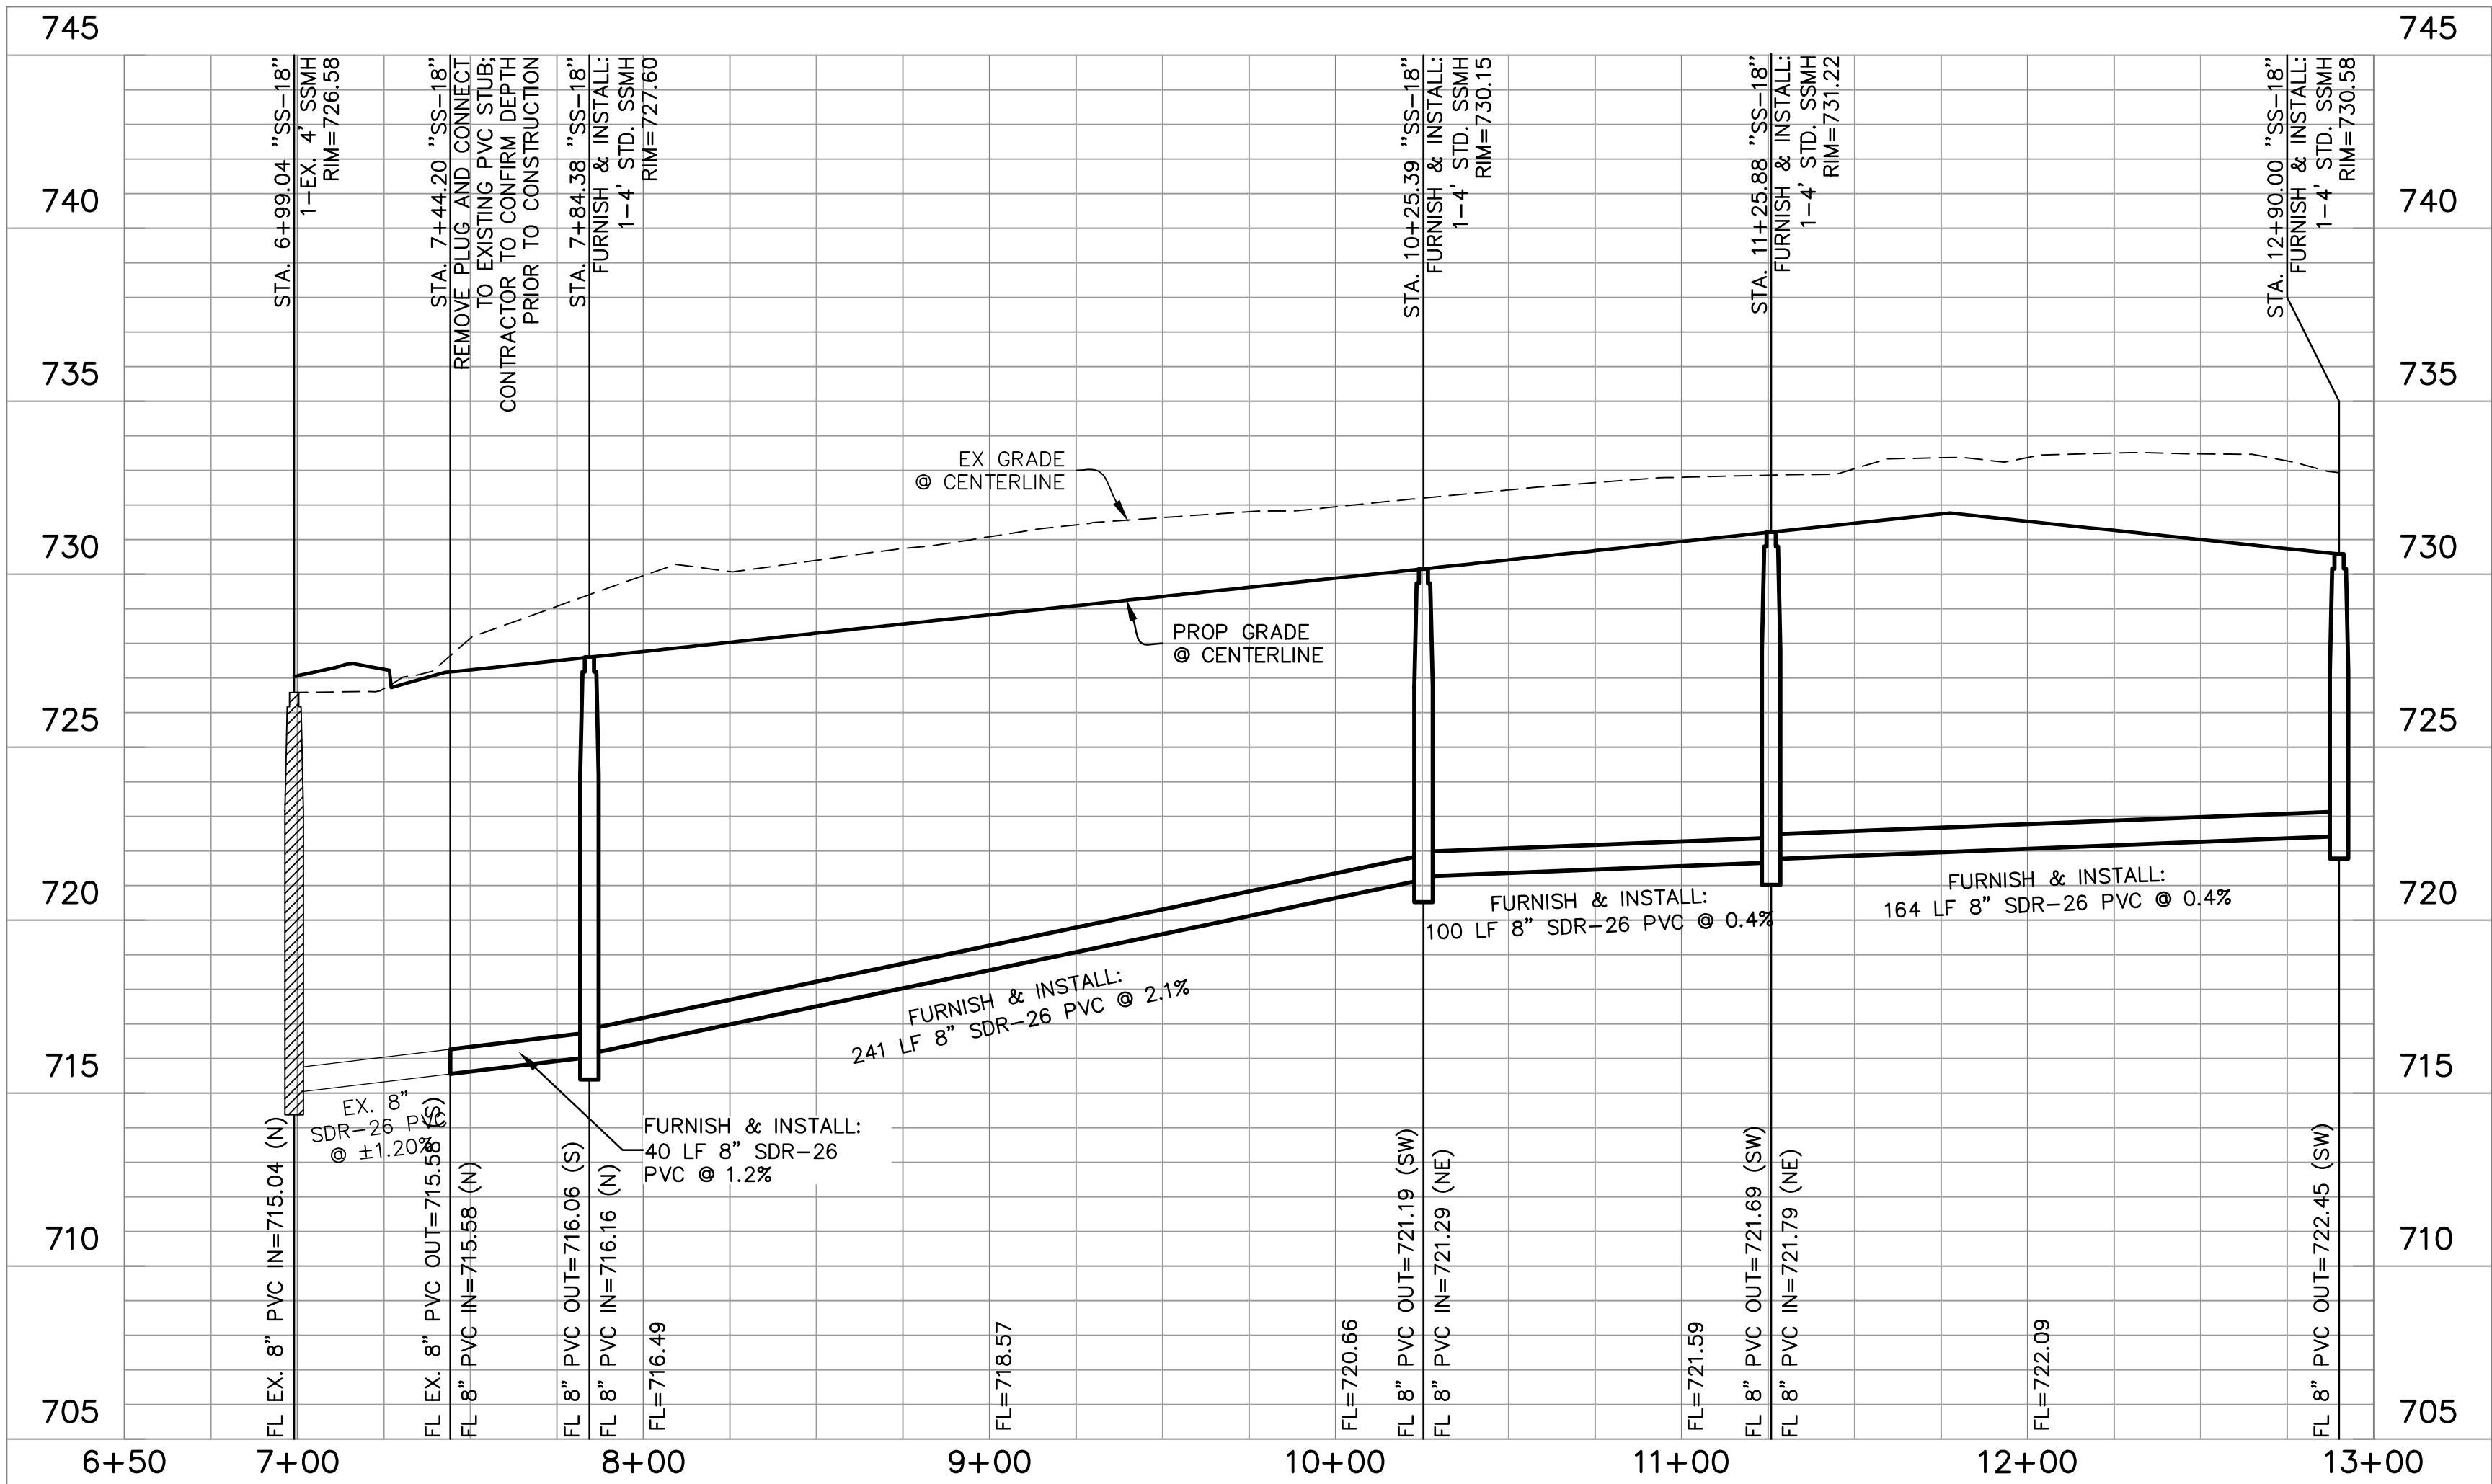 745
745
STA. 6+99.04 "SS-18"
1-EX. 4' SSMH
RIM=726.58
STA. 7+44.20 "SS-18"
REMOVE PLUG AND CONNECT
TO EXISTING PVC STUB;
CONTRACTOR TO CONFIRM DEPTH
PRIOR TO CONSTRUCTION
STA. 7+84.38 "SS-18"
FURNISH & INSTALL:
1-4' STD. SSMH
RIM=727.60
STA. 10+25.39 "SS-18"
FURNISH & INSTALL:
1-4' STD. SSMH
RIM=730.15
STA. 11+25.88 "SS-18"
FURNISH & INSTALL:
1-4' STD. SSMH
RIM=731.22
STA. 12+90.00 "SS-18"
FURNISH & INSTALL:
1-4' STD. SSMH
RIM=730.58
740
740
735
735
EX GRADE
@ CENTERLINE
730
730
PROP GRADE
@ CENTERLINE
725
725
720
720
FURNISH & INSTALL:
100 LF 8" SDR-26 PVC @ 0.4%
FURNISH & INSTALL:
164 LF 8" SDR-26 PVC @ 0.4%
FURNISH & INSTALL:
241 LF 8" SDR-26 PVC @ 2.1%
715
715
EX. 8"
SDR-26 PVC
@ ±1.20%
FURNISH & INSTALL:
40 LF 8" SDR-26
PVC @ 1.2%
710
710
705
705
FL EX. 8" PVC IN=715.04 (N)
FL EX. 8" PVC OUT=715.58 (S)
FL 8" PVC IN=715.58 (N)
FL 8" PVC OUT=716.06 (S)
FL 8" PVC IN=716.16 (N)
FL=716.49
FL=718.57
FL=720.66
FL 8" PVC OUT=721.19 (SW)
FL 8" PVC IN=721.29 (NE)
FL=721.59
FL 8" PVC OUT=721.69 (SW)
FL 8" PVC IN=721.79 (NE)
FL=722.09
FL 8" PVC OUT=722.45 (SW)
6+50
7+00
8+00
9+00
10+00
11+00
12+00
13+00